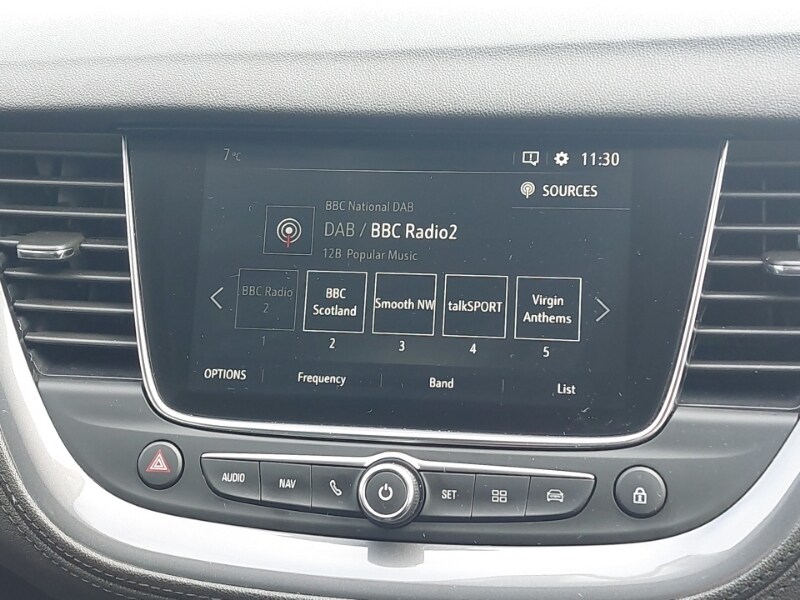 7 °C 11:30
SOURCES
BBC National DAB
DAB / BBC Radio2
12B Popular Music
BBC Radio
2
BBC
Scotland
Smooth NW
talkSPORT
Virgin
Anthems
1 2 3 4 5
OPTIONS Frequency Band List
AUDIO NAV SET